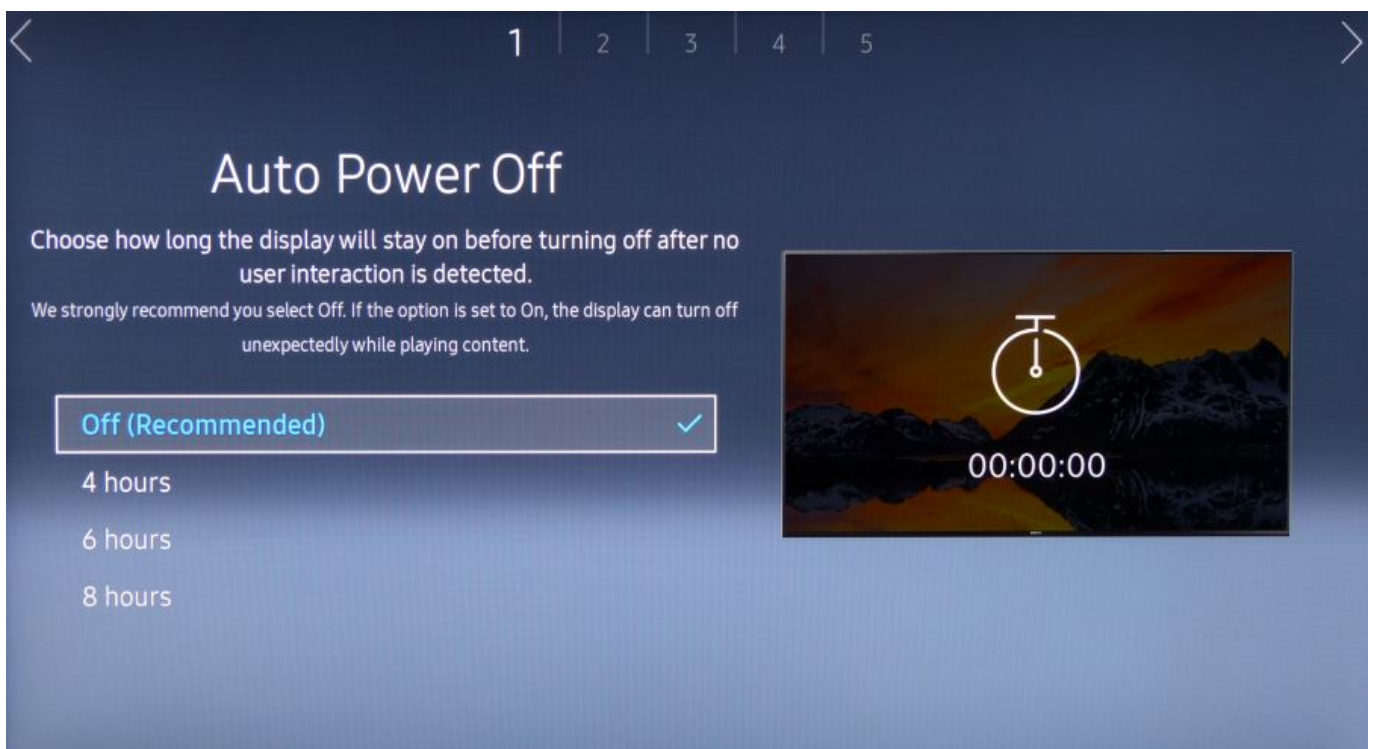 1 2 3 4 5
Auto Power Off
Choose how long the display will stay on before turning off after no
user interaction is detected.
We strongly recommend you select Off. If the option is set to On, the display can turn off
unexpectedly while playing content.
Off (Recommended)
4 hours
6 hours
8 hours
00:00:00